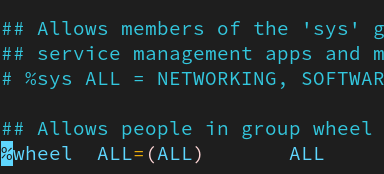 ## Allows members of the 'sys' g
## service management apps and m
# %sys ALL = NETWORKING, SOFTWAR
## Allows people in group wheel
%wheel  ALL=(ALL)       ALL